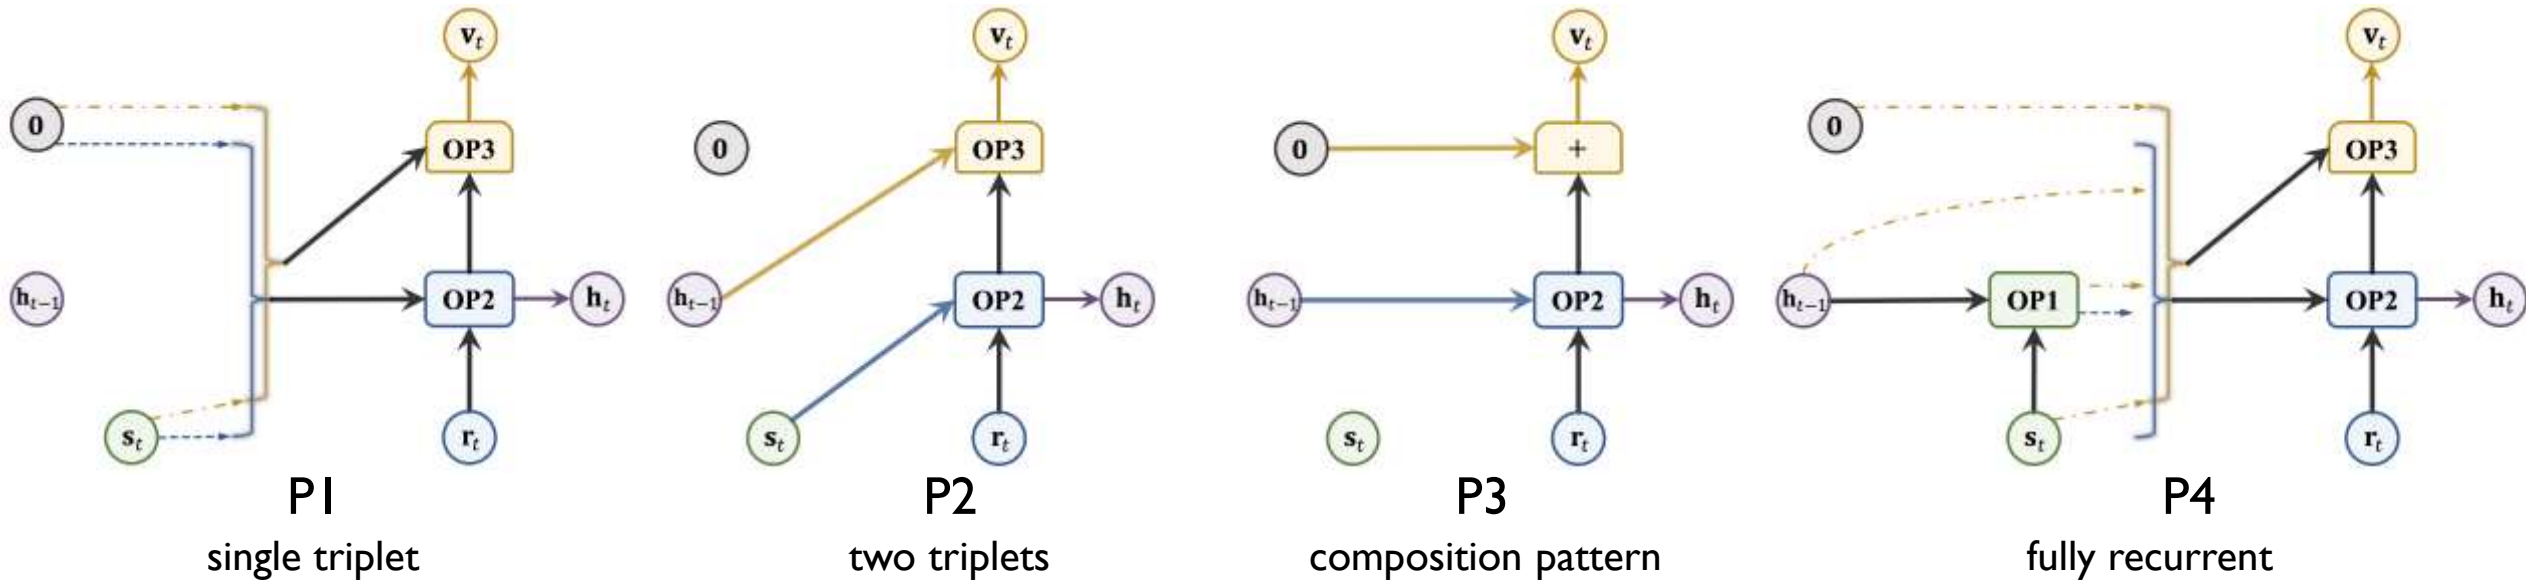 v_t v_t v_t v_t
0 OP3 0 OP3 0 + 0 OP3
h_{t−1} OP2 h_t h_{t−1} OP2 h_t h_{t−1} OP2 h_t h_{t−1} OP1 OP2 h_t
s_t r_t s_t r_t s_t r_t s_t r_t
P1 P2 P3 P4
single triplet two triplets composition pattern fully recurrent